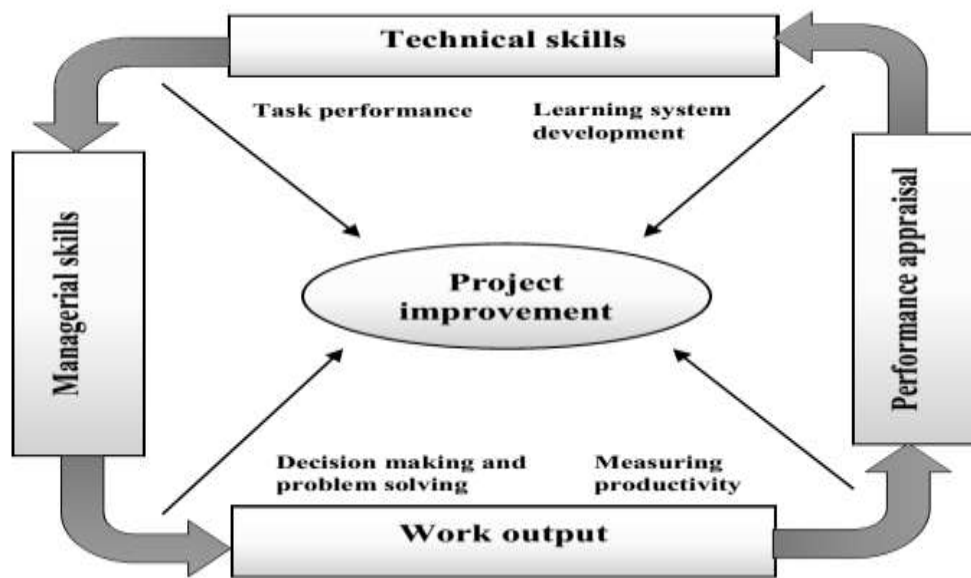 Technical skills
Task performance
Learning system
development
Managerial skills
Project
improvement
Performance appraisal
Decision making and
problem solving
Measuring
productivity
Work output